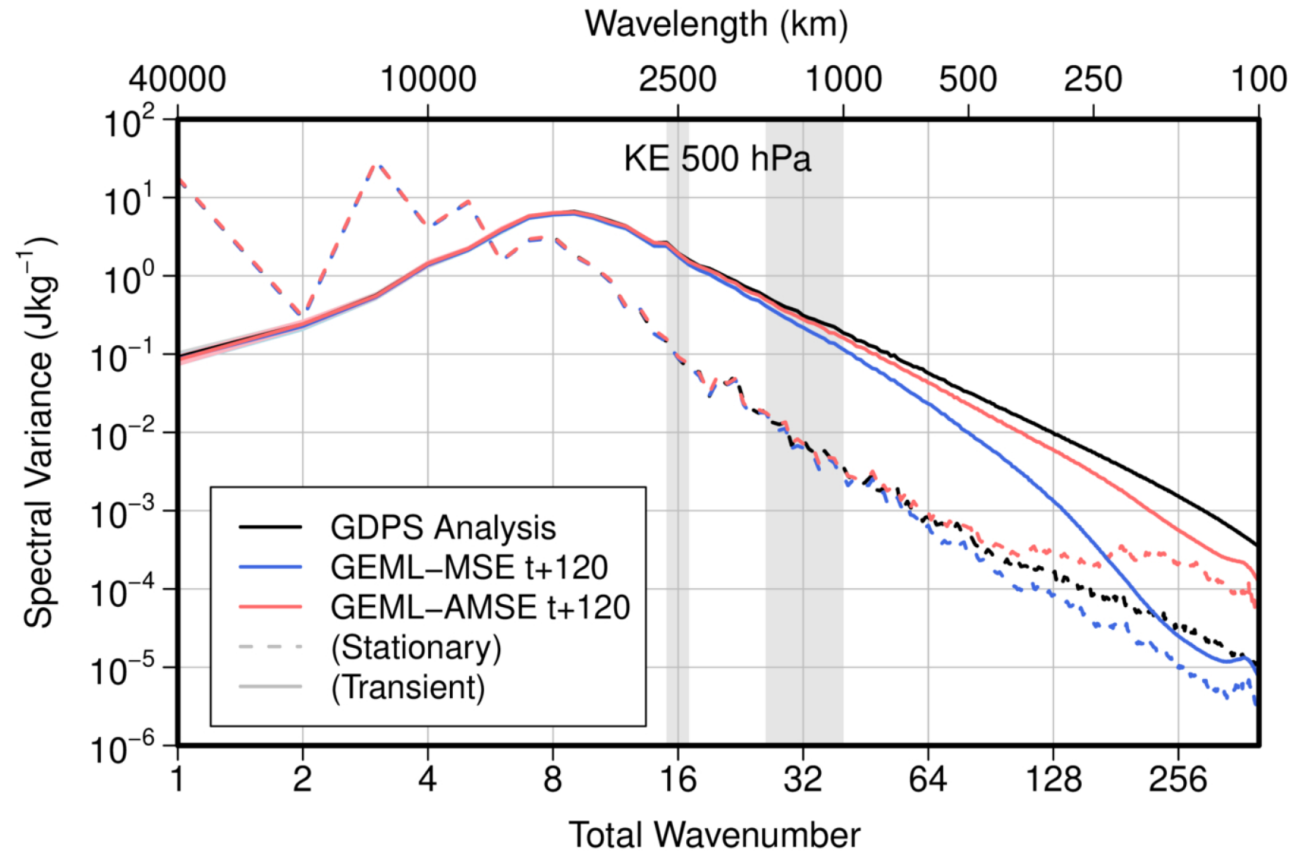 Wavelength (km)
40000 10000 2500 1000 500 250 100
KE 500 hPa
Spectral Variance (Jkg⁻¹)
10²
10¹
10⁰
10⁻¹
10⁻²
10⁻³
10⁻⁴
10⁻⁵
10⁻⁶
GDPS Analysis
GEML−MSE t+120
GEML−AMSE t+120
(Stationary)
(Transient)
1 2 4 8 16 32 64 128 256
Total Wavenumber